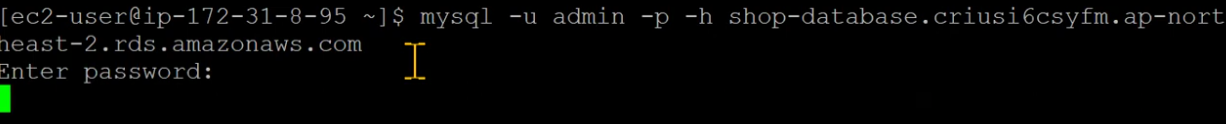 [ec2-user@ip-172-31-8-95 ~]$ mysql -u admin -p -h shop-database.criusi6csyfm.ap-nort
heast-2.rds.amazonaws.com
Enter password: